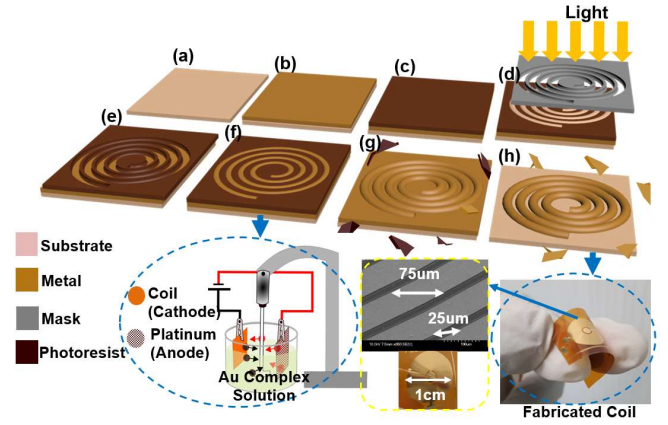 Light
(a)
(b)
(c)
(d)
(e)
(f)
(g)
(h)
Substrate
Metal
Mask
Photoresist
Coil
(Cathode)
Platinum
(Anode)
Au Complex
Solution
75um
25um
1cm
Fabricated Coil